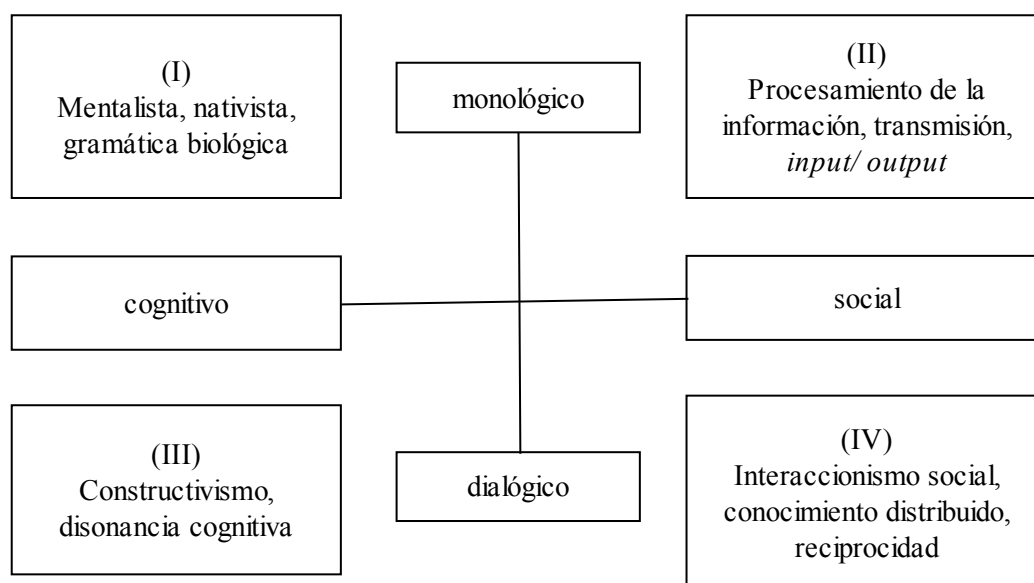 (I)
Mentalista, nativista,
gramática biológica
monológico
(II)
Procesamiento de la
información, transmisión,
input/ output
cognitivo
social
(III)
Constructivismo,
disonancia cognitiva
dialógico
(IV)
Interaccionismo social,
conocimiento distribuido,
reciprocidad